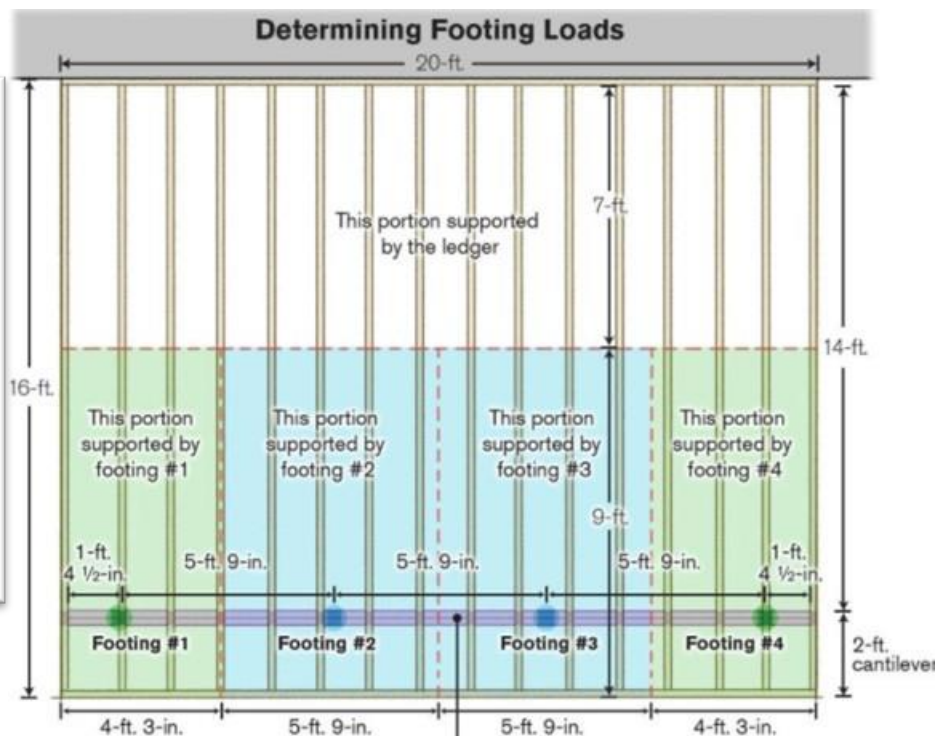 Determining Footing Loads
20-ft.
7-ft.
This portion supported
by the ledger
16-ft.
14-ft.
This portion
supported by
footing #1
This portion
supported by
footing #2
This portion
supported by
footing #3
This portion
supported by
footing #4
9-ft.
1-ft.
4 ½-in.
5-ft. 9-in.
5-ft. 9-in.
5-ft. 9-in.
1-ft.
4 ½-in.
Footing #1
Footing #2
Footing #3
Footing #4
2-ft.
cantilever
4-ft. 3-in.
5-ft. 9-in.
5-ft. 9-in.
4-ft. 3-in.